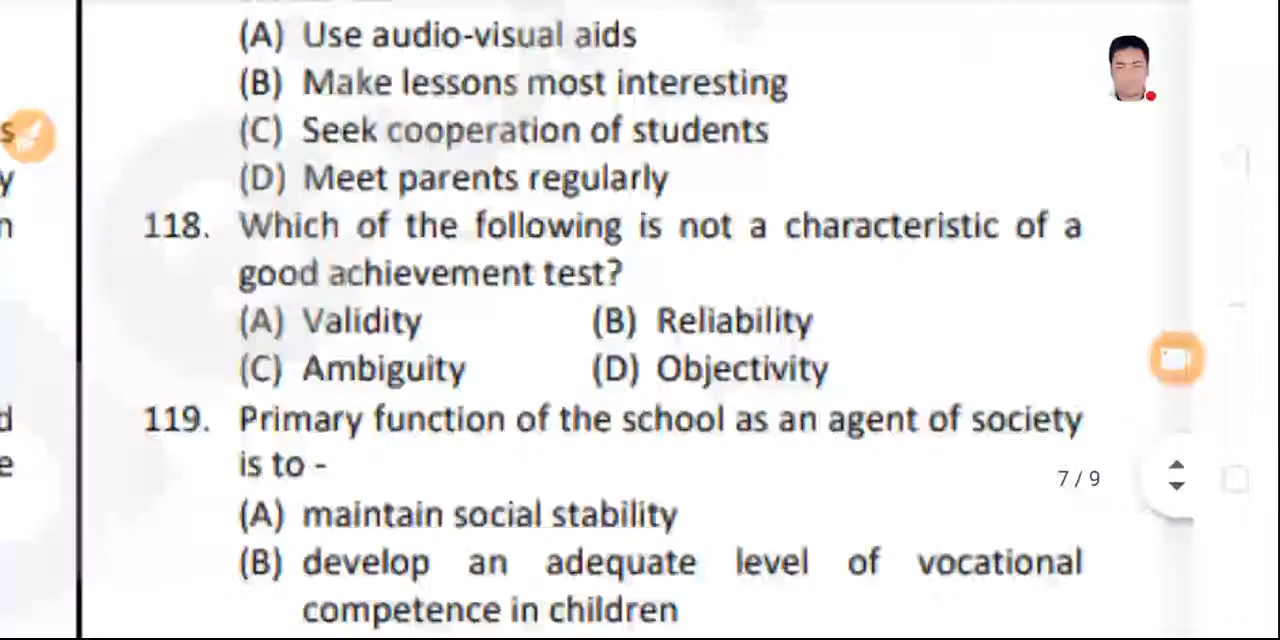 (A) Use audio-visual aids
(B) Make lessons most interesting
(C) Seek cooperation of students
(D) Meet parents regularly
118. Which of the following is not a characteristic of a
good achievement test?
(A) Validity (B) Reliability
(C) Ambiguity (D) Objectivity
119. Primary function of the school as an agent of society
is to -
(A) maintain social stability
(B) develop an adequate level of vocational
competence in children
s
y
n
d
e
7 / 9